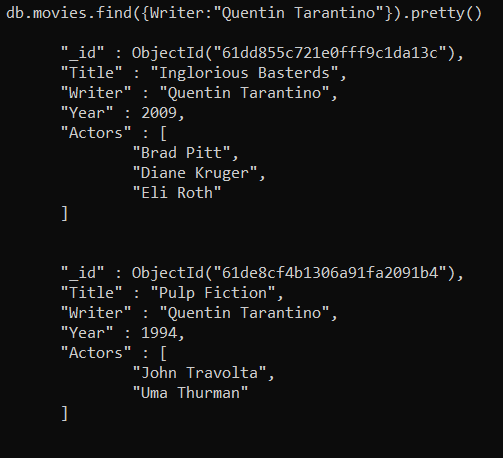 db.movies.find({Writer:"Quentin Tarantino"}).pretty()
"_id" : ObjectId("61dd855c721e0fff9c1da13c"),
"Title" : "Inglorious Basterds",
"Writer" : "Quentin Tarantino",
"Year" : 2009,
"Actors" : [
"Brad Pitt",
"Diane Kruger",
"Eli Roth"
]
"_id" : ObjectId("61de8cf4b1306a91fa2091b4"),
"Title" : "Pulp Fiction",
"Writer" : "Quentin Tarantino",
"Year" : 1994,
"Actors" : [
"John Travolta",
"Uma Thurman"
]